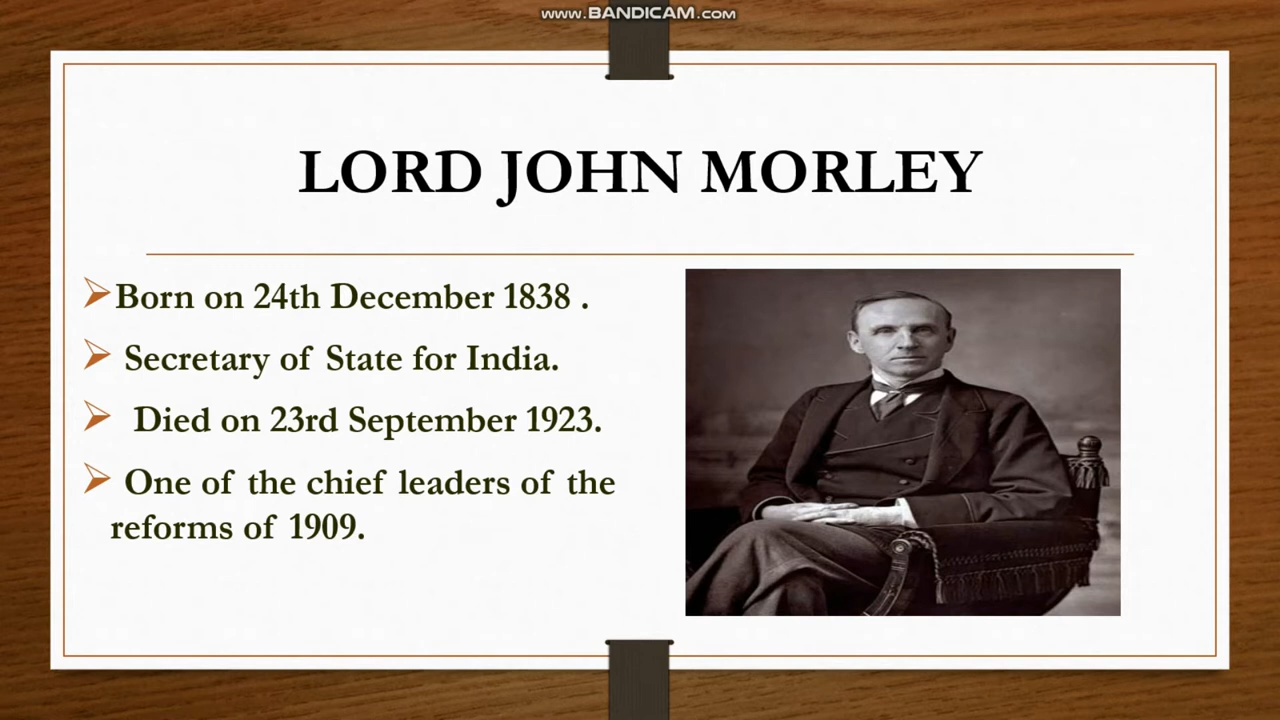 www.BANDICAM.com
LORD JOHN MORLEY
Born on 24th December 1838 .
Secretary of State for India.
Died on 23rd September 1923.
One of the chief leaders of the
reforms of 1909.